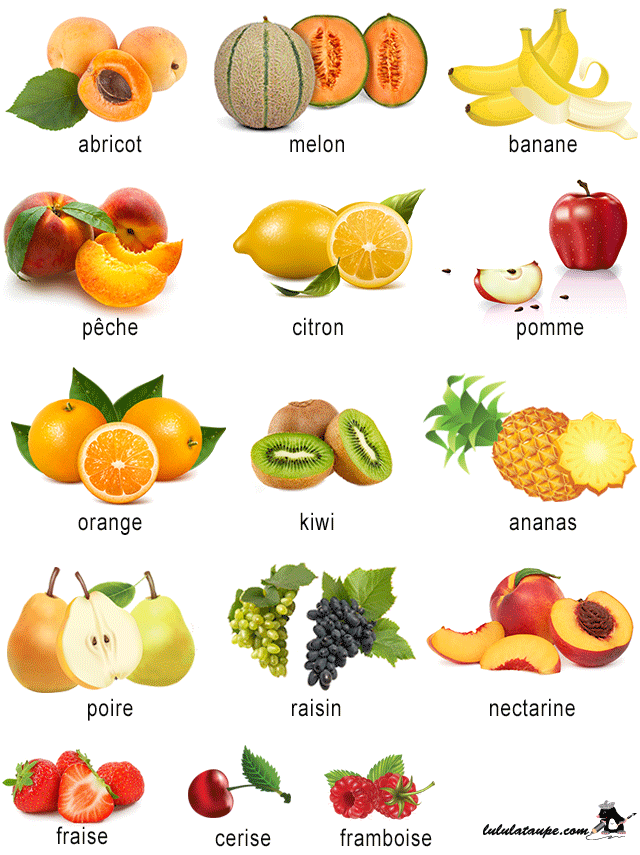 abricot melon banane
pêche citron pomme
orange kiwi ananas
poire raisin nectarine
fraise cerise framboise
lululataupe.com